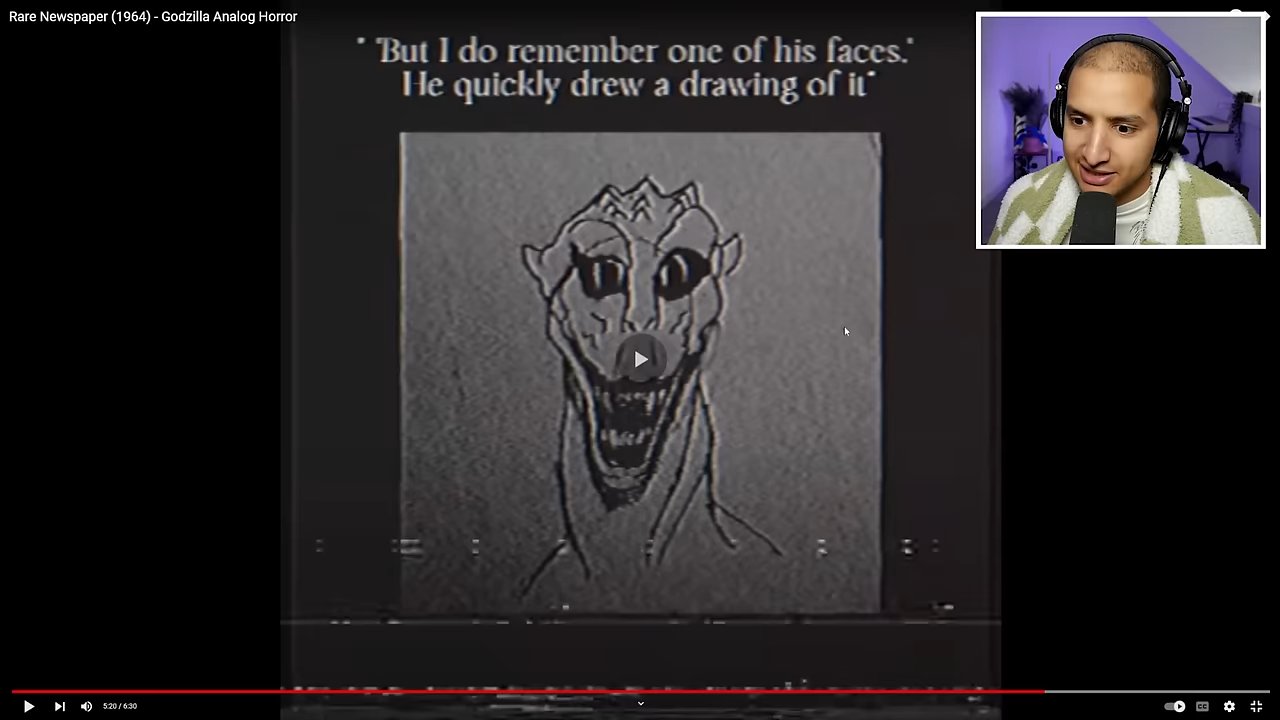 Rare Newspaper (1964) - Godzilla Analog Horror
" 'But I do remember one of his faces.'
He quickly drew a drawing of it"
5:20 / 6:30
CC